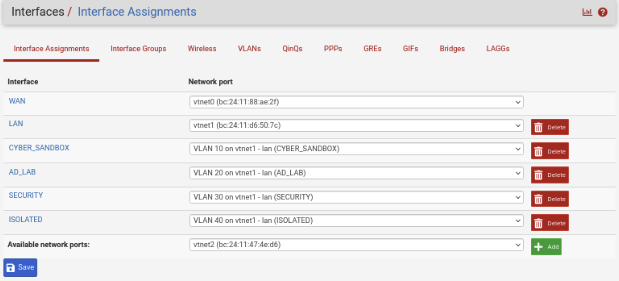 Interfaces / Interface Assignments
Interface Assignments Interface Groups Wireless VLANs QinQs PPPs GREs GIFs Bridges LAGGs
Interface Network port
WAN vtnet0 (bc:24:11:88:ae:2f)
LAN vtnet1 (bc:24:11:d6:50:7c) Delete
CYBER_SANDBOX VLAN 10 on vtnet1 - lan (CYBER_SANDBOX) Delete
AD_LAB VLAN 20 on vtnet1 - lan (AD_LAB) Delete
SECURITY VLAN 30 on vtnet1 - lan (SECURITY) Delete
ISOLATED VLAN 40 on vtnet1 - lan (ISOLATED) Delete
Available network ports: vtnet2 (bc:24:11:47:4e:d6) Add
Save